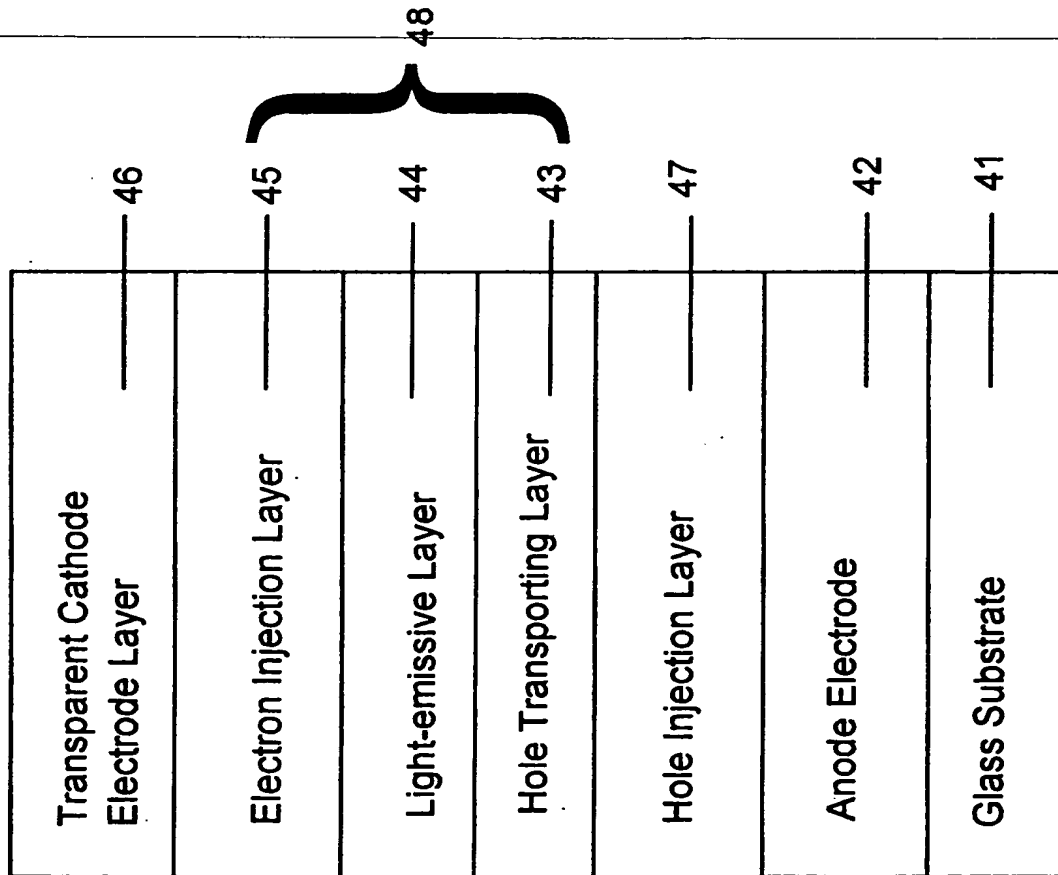 Transparent Cathode
Electrode Layer
46
Electron Injection Layer
45
Light-emissive Layer
44
Hole Transporting Layer
43
48
Hole Injection Layer
47
Anode Electrode
42
Glass Substrate
41